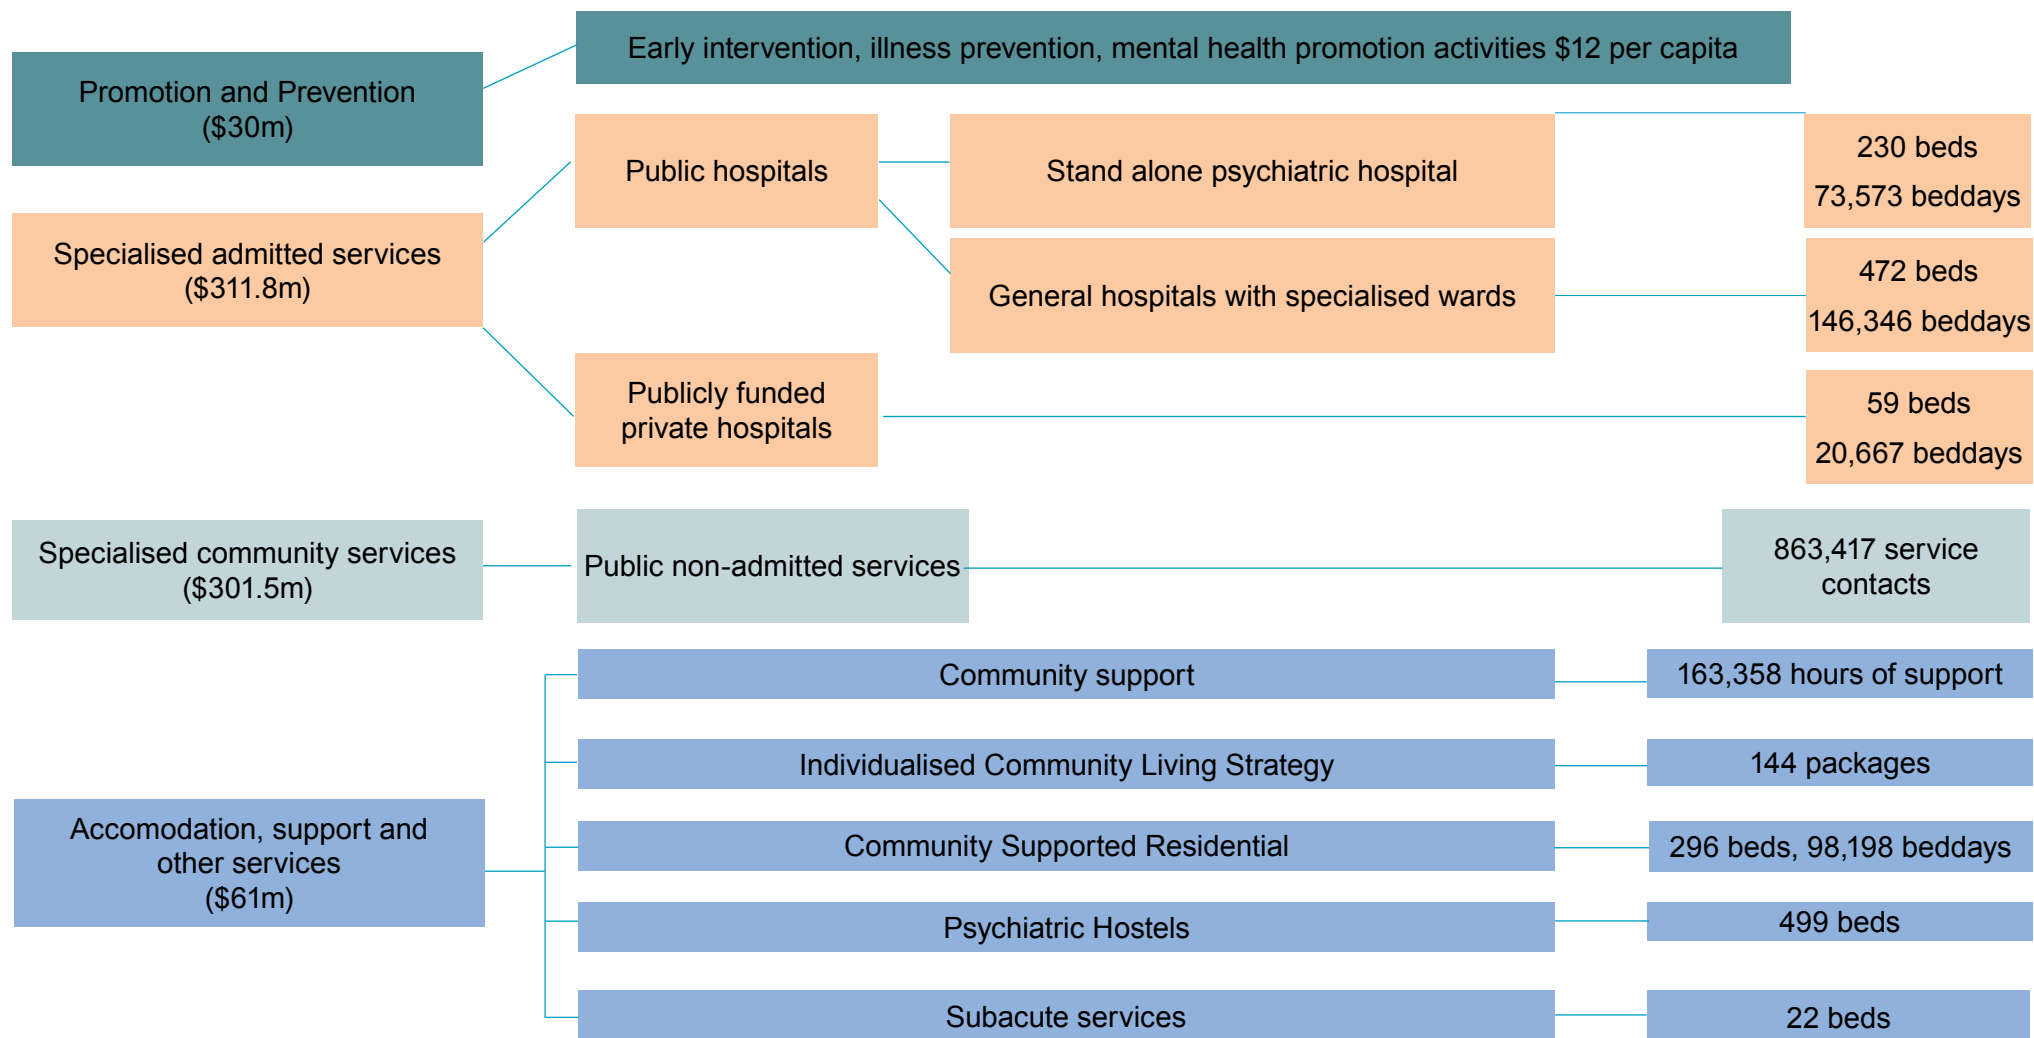 Early intervention, illness prevention, mental health promotion activities $12 per capita
Promotion and Prevention
($30m)
Public hospitals
Stand alone psychiatric hospital
230 beds
73,573 beddays
Specialised admitted services
($311.8m)
General hospitals with specialised wards
472 beds
146,346 beddays
Publicly funded
private hospitals
59 beds
20,667 beddays
Specialised community services
($301.5m)
Public non-admitted services
863,417 service
contacts
Community support
163,358 hours of support
Individualised Community Living Strategy
144 packages
Accomodation, support and
other services
($61m)
Community Supported Residential
296 beds, 98,198 beddays
Psychiatric Hostels
499 beds
Subacute services
22 beds